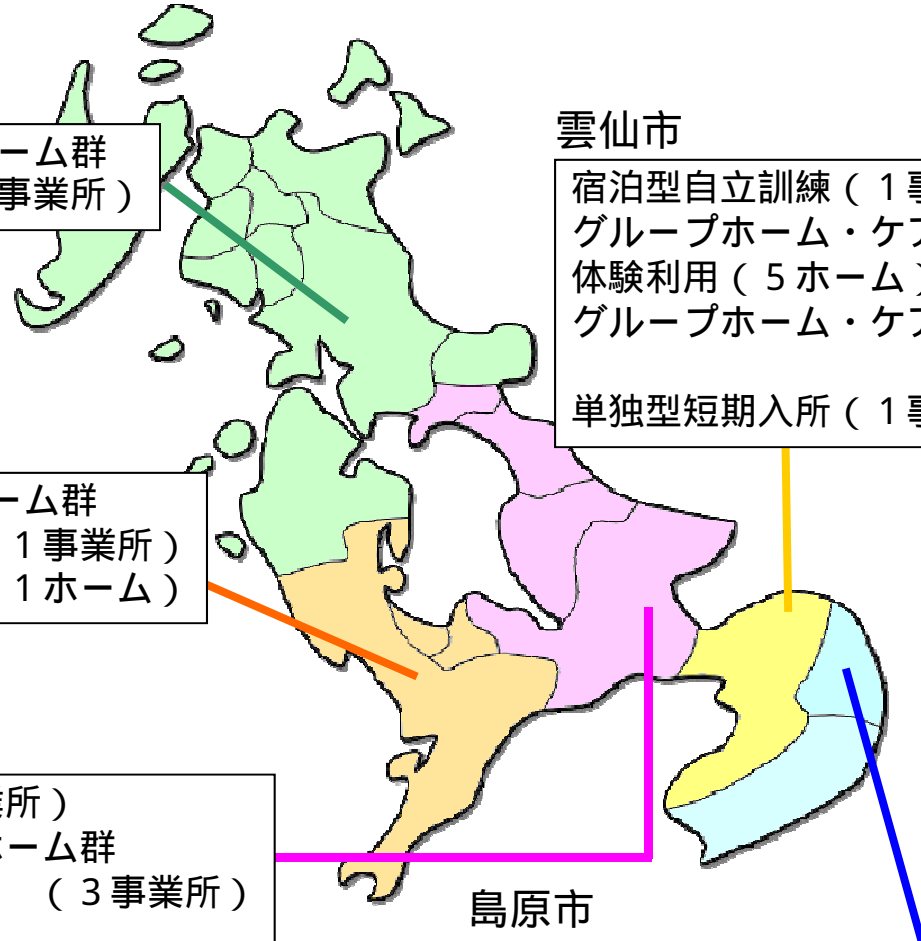 ーム群
事業所）
雲仙市
宿泊型自立訓練（１事
グループホーム・ケア
体験利用（５ホーム）
グループホーム・ケア
単独型短期入所（１事
ーム群
１事業所）
１ホーム）
業所）
ホーム群
（３事業所）
島原市